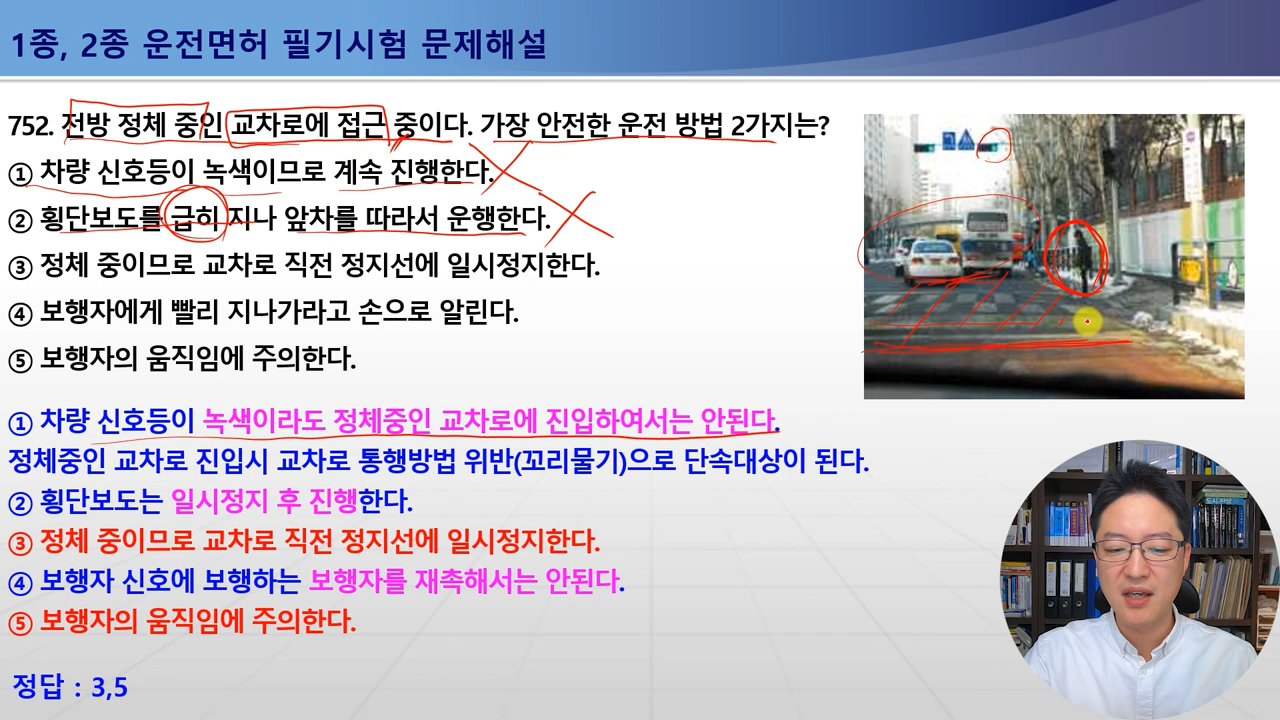 1종, 2종 운전면허 필기시험 문제해설
752. 전방 정체 중인 교차로에 접근 중이다. 가장 안전한 운전 방법 2가지는?
① 차량 신호등이 녹색이므로 계속 진행한다.
② 횡단보도를 급히 지나 앞차를 따라서 운행한다.
③ 정체 중이므로 교차로 직전 정지선에 일시정지한다.
④ 보행자에게 빨리 지나가라고 손으로 알린다.
⑤ 보행자의 움직임에 주의한다.
① 차량 신호등이 녹색이라도 정체중인 교차로에 진입하여서는 안된다.
정체중인 교차로 진입시 교차로 통행방법 위반(꼬리물기)으로 단속대상이 된다.
② 횡단보도는 일시정지 후 진행한다.
③ 정체 중이므로 교차로 직전 정지선에 일시정지한다.
④ 보행자 신호에 보행하는 보행자를 재촉해서는 안된다.
⑤ 보행자의 움직임에 주의한다.
정답 : 3,5